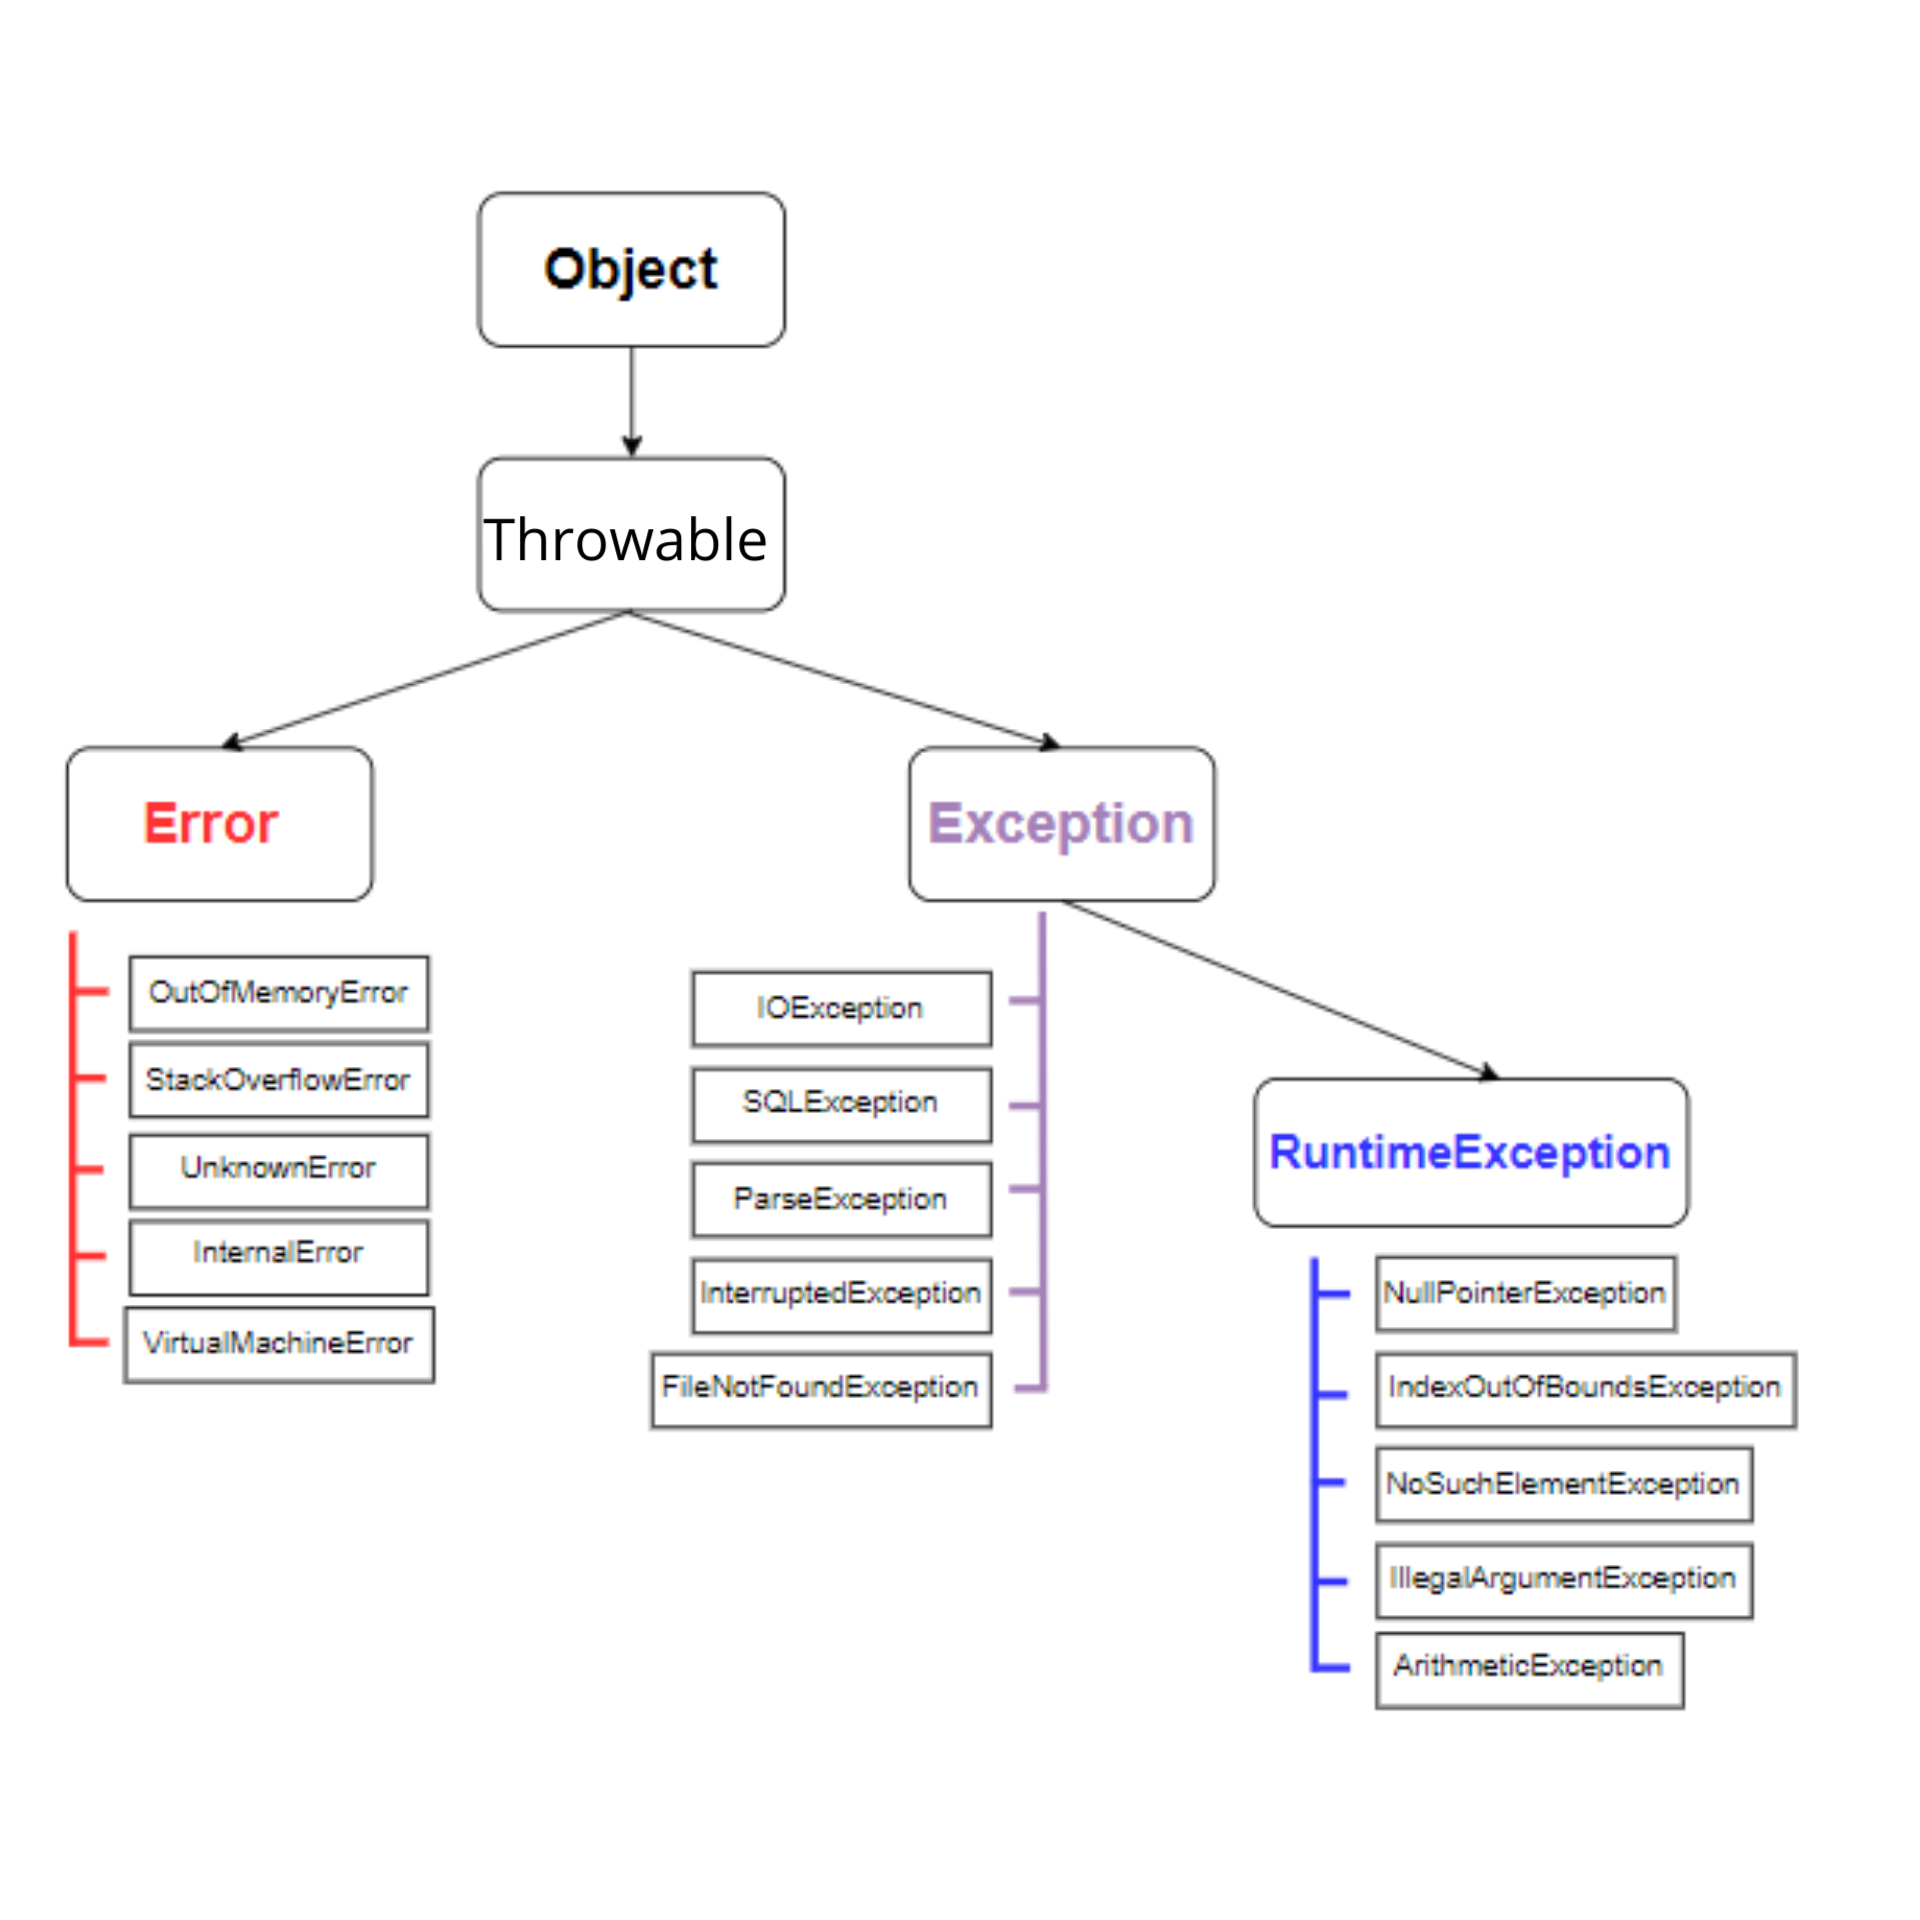 Object
Throwable
Error
Exception
OutOfMemoryError
StackOverflowError
UnknownError
InternalError
VirtualMachineError
IOException
SQLException
ParseException
InterruptedException
FileNotFoundException
RuntimeException
NullPointerException
IndexOutOfBoundsException
NoSuchElementException
IllegalArgumentException
ArithmeticException